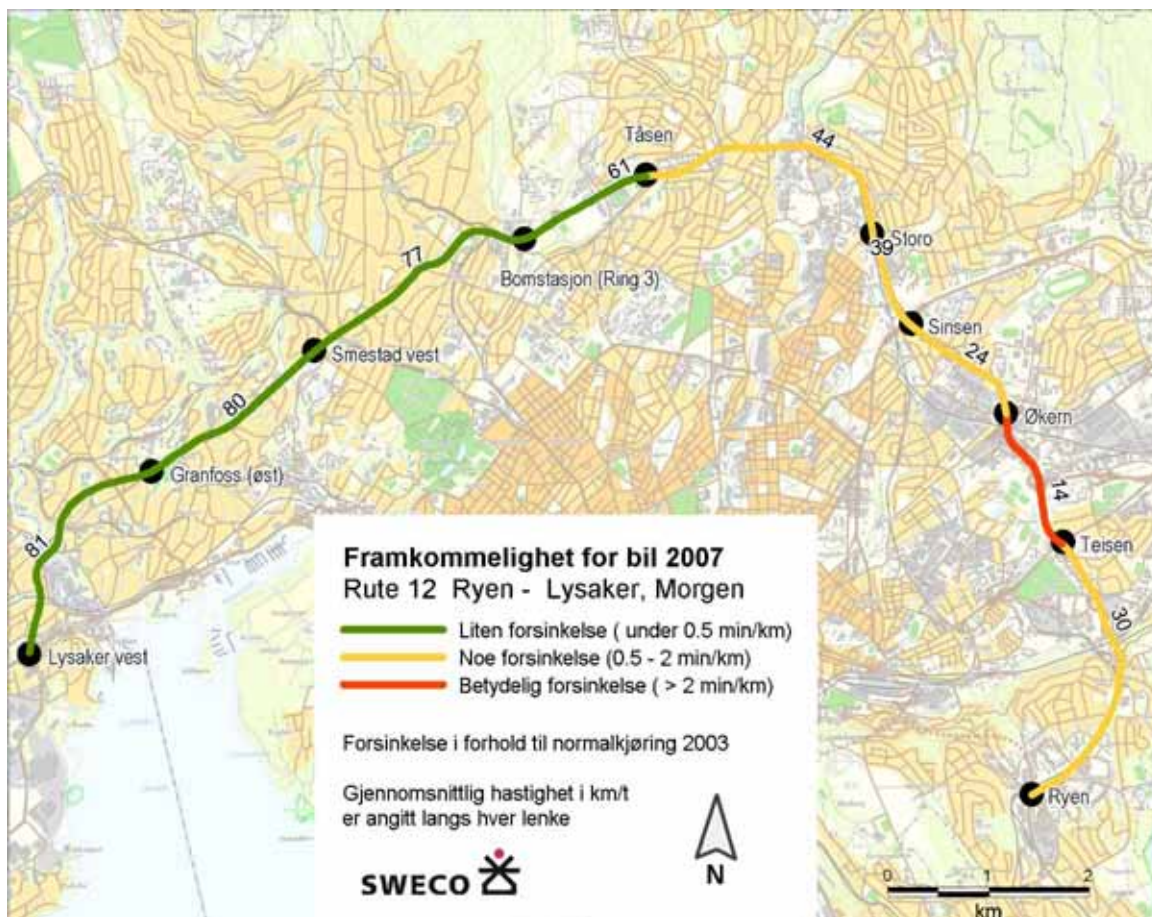 Tåsen
44
61
Storo
39
77
Bomstasjon (Ring 3)
Sinsen
24
Smestad vest
80
Økern
Granfoss (øst)
14
81
Teisen
30
Lysaker vest
Ryen
Framkommelighet for bil 2007
Rute 12 Ryen - Lysaker, Morgen
Liten forsinkelse ( under 0.5 min/km)
Noe forsinkelse (0.5 - 2 min/km)
Betydelig forsinkelse ( > 2 min/km)
Forsinkelse i forhold til normalkjøring 2003
Gjennomsnittlig hastighet i km/t
er angitt langs hver lenke
SWECO
N
0 1 2
km